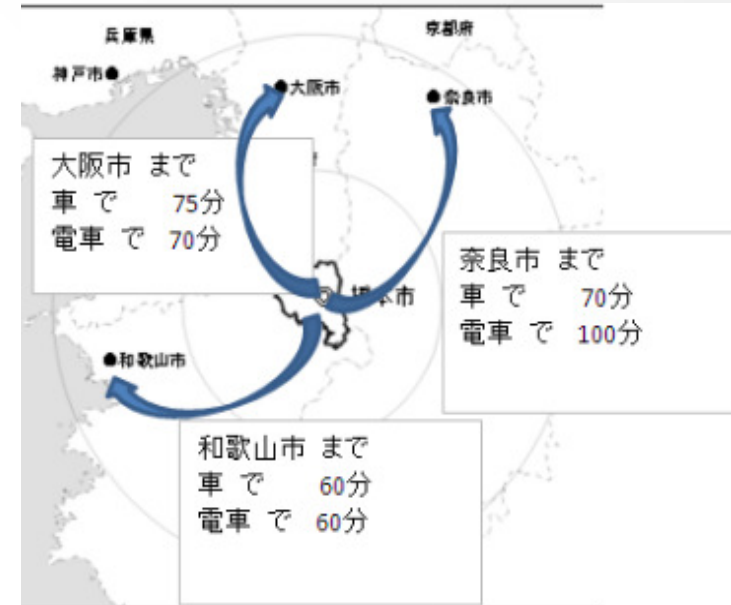 兵庫県
京都府
神戸市
大阪市
奈良市
大阪市 まで
車 で 75分
電車 で 70分
奈良市 まで
車 で 70分
電車 で 100分
本市
和歌山市
和歌山市 まで
車 で 60分
電車 で 60分